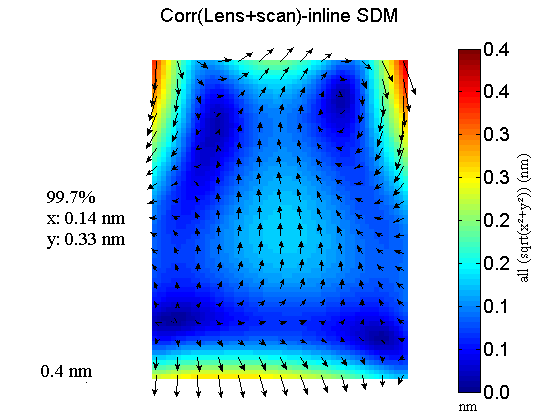 Corr(Lens+scan)-inline SDM
99.7%
x: 0.14 nm
y: 0.33 nm
0.4 nm
0.4
0.4
0.3
0.3
0.2
0.2
0.1
0.1
0.0
nm
all (sqrt(x²+y²)) (nm)